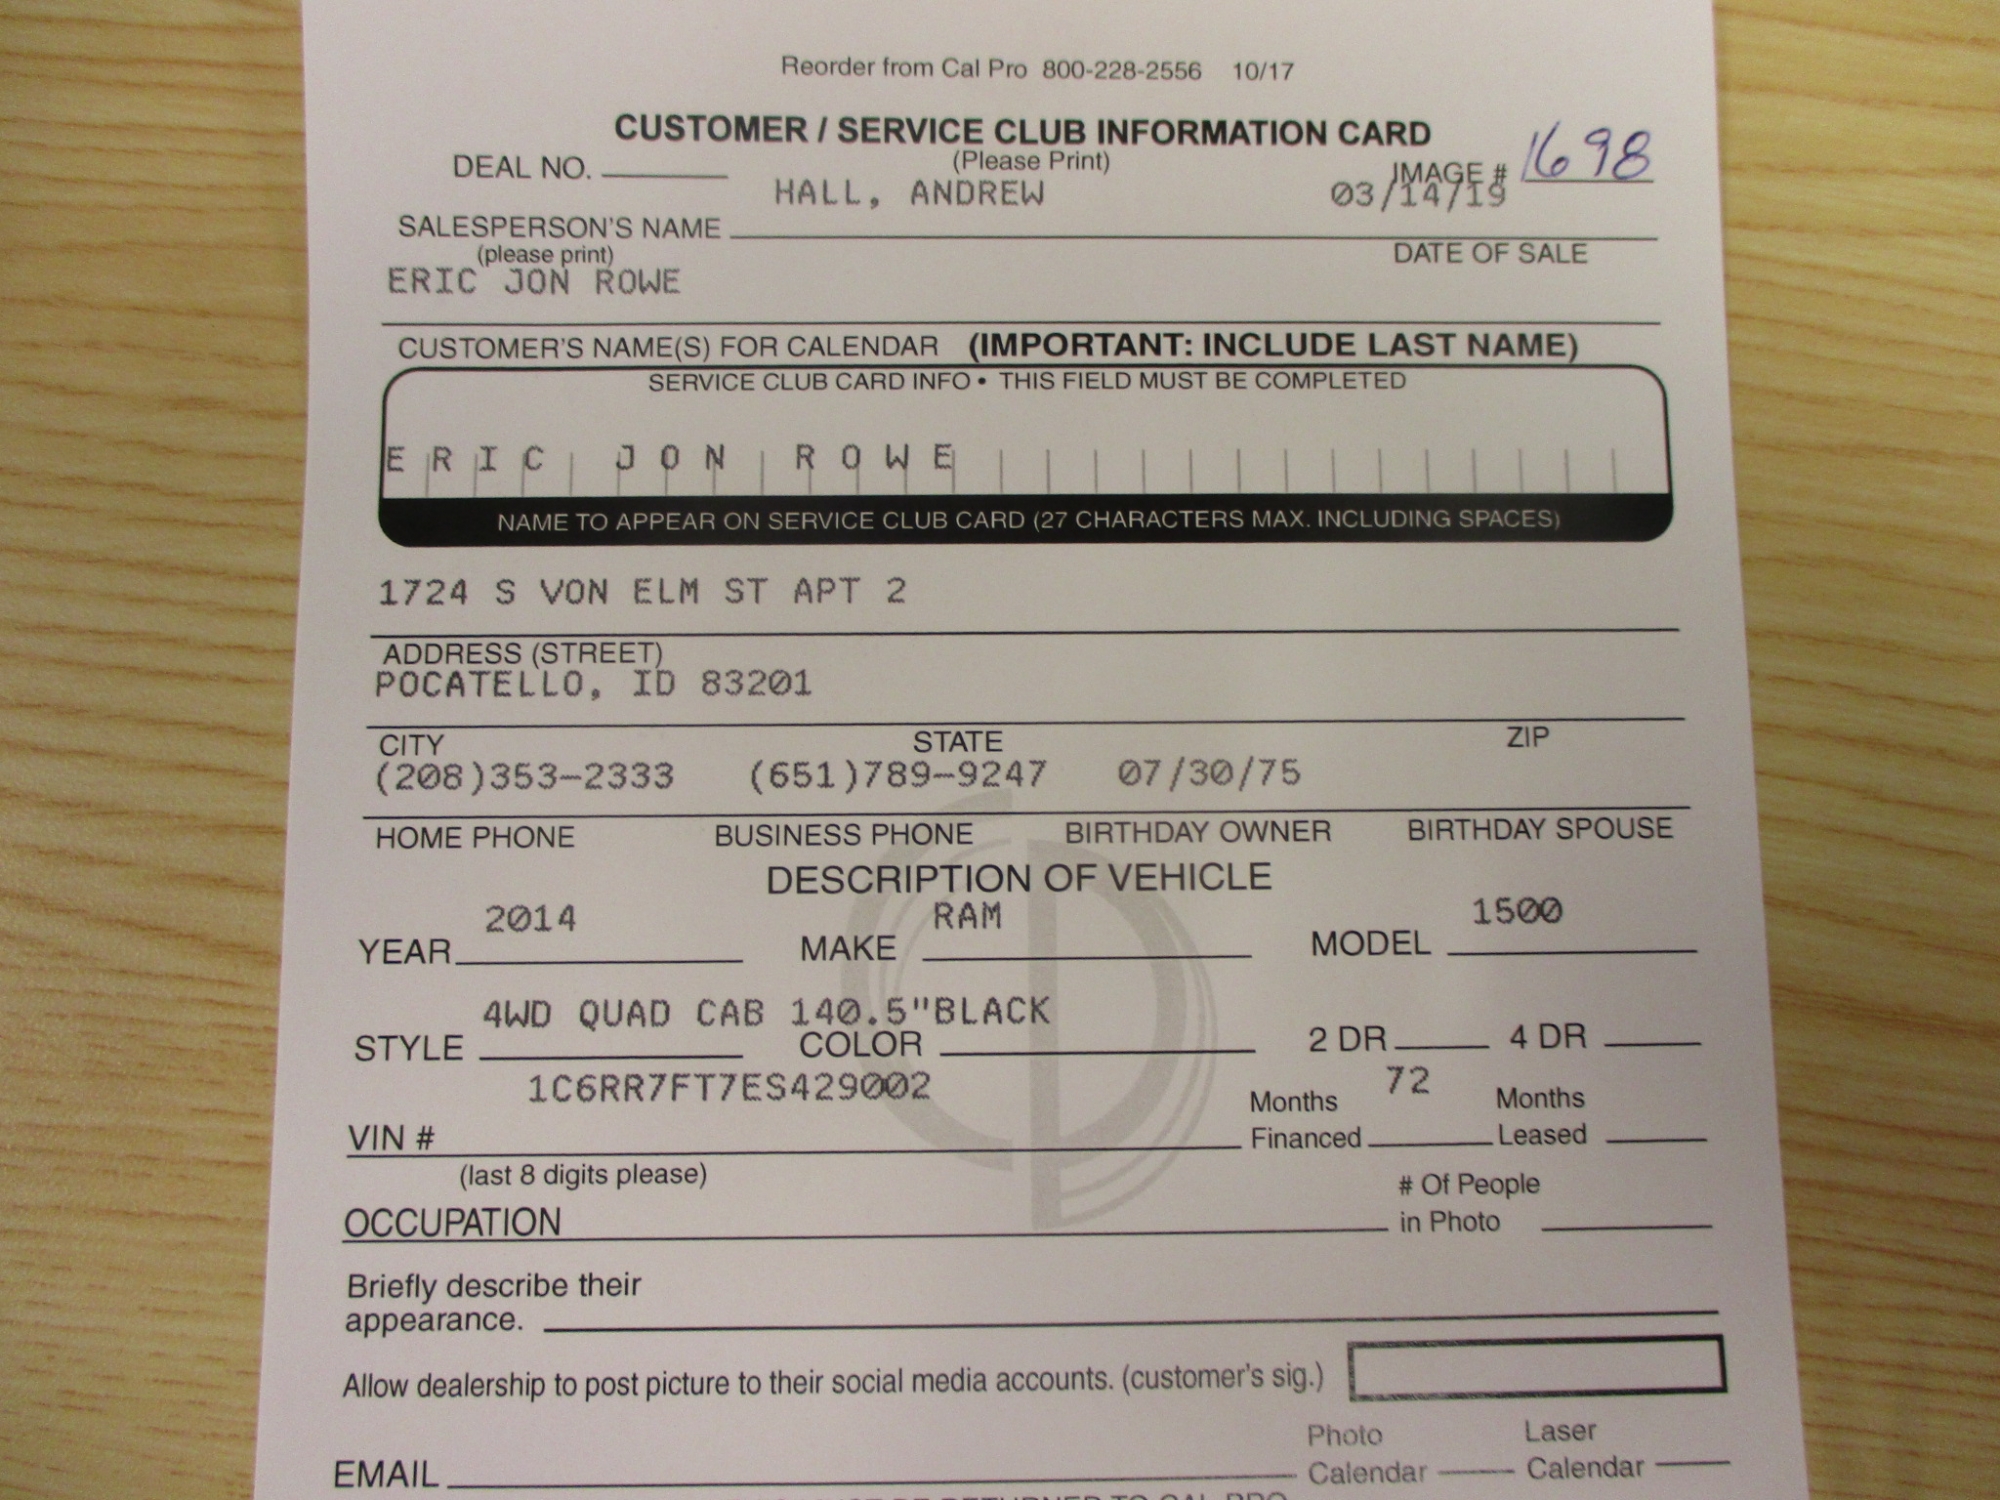 Reorder from Cal Pro 800-228-2556 10/17
CUSTOMER / SERVICE CLUB INFORMATION CARD
DEAL NO. (Please Print) IMAGE # 1698
HALL, ANDREW 03/14/19
SALESPERSON'S NAME
(please print) DATE OF SALE
ERIC JON ROWE
CUSTOMER'S NAME(S) FOR CALENDAR (IMPORTANT: INCLUDE LAST NAME)
SERVICE CLUB CARD INFO • THIS FIELD MUST BE COMPLETED
ERIC JON ROWE
NAME TO APPEAR ON SERVICE CLUB CARD (27 CHARACTERS MAX. INCLUDING SPACES)
1724 S VON ELM ST APT 2
ADDRESS (STREET)
POCATELLO, ID 83201
CITY STATE ZIP
(208)353-2333 (651)789-9247 07/30/75
HOME PHONE BUSINESS PHONE BIRTHDAY OWNER BIRTHDAY SPOUSE
DESCRIPTION OF VEHICLE
2014 RAM 1500
YEAR MAKE MODEL
4WD QUAD CAB 140.5"BLACK
STYLE COLOR 2 DR 4 DR
1C6RR7FT7ES429002 72
Months Months
VIN # Financed Leased
(last 8 digits please)
# Of People
OCCUPATION in Photo
Briefly describe their
appearance.
Allow dealership to post picture to their social media accounts. (customer's sig.)
Photo Laser
EMAIL Calendar Calendar